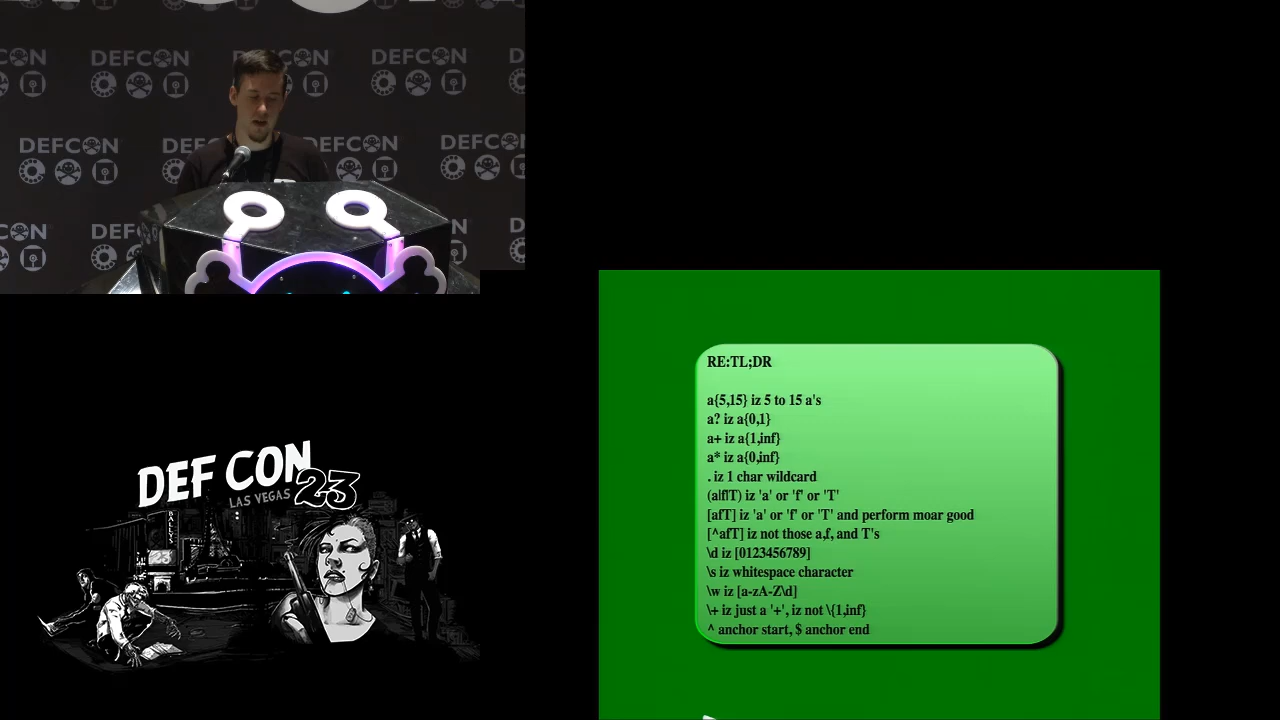 DEFCON
DEFCON
DEFCON
DEFCON
DEFCON
DEFCON
DEFCON
DEF CON 23
LAS VEGAS
BALLYS
23
RE:TL;DR
a{5,15} iz 5 to 15 a's
a? iz a{0,1}
a+ iz a{1,inf}
a* iz a{0,inf}
. iz 1 char wildcard
(a|f|T) iz 'a' or 'f' or 'T'
[afT] iz 'a' or 'f' or 'T' and perform moar good
[^afT] iz not those a,f, and T's
\d iz [0123456789]
\s iz whitespace character
\w iz [a-zA-Z\d]
\+ iz just a '+', iz not \{1,inf}
^ anchor start, $ anchor end